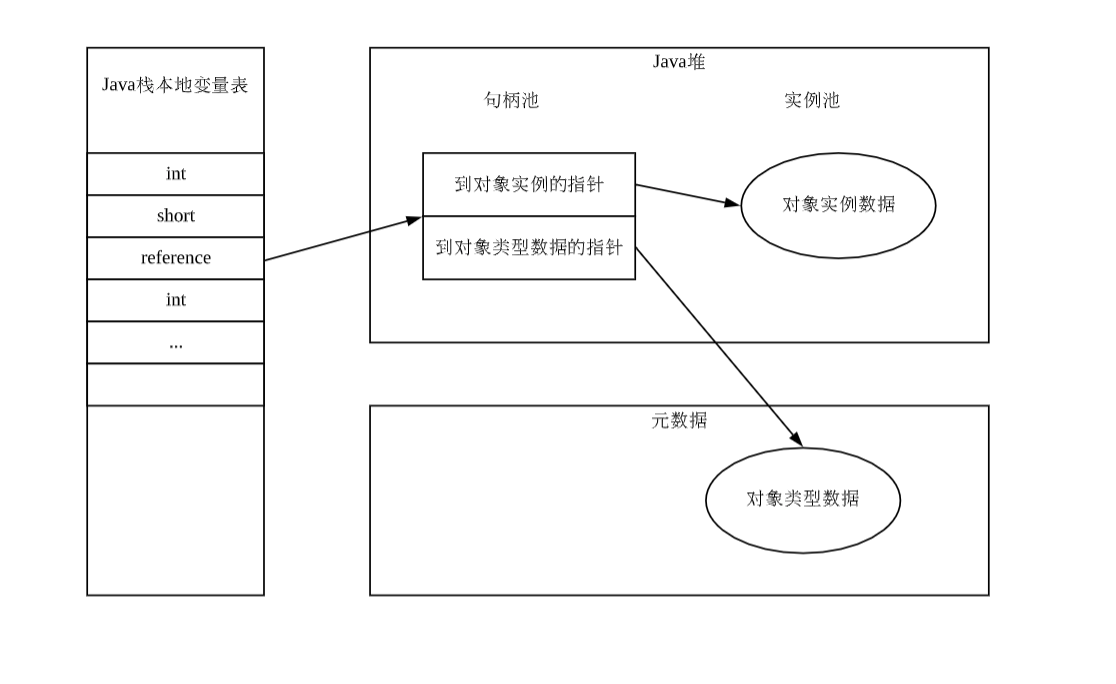 Java栈本地变量表
int
short
reference
int
...
Java堆
句柄池
实例池
到对象实例的指针
到对象类型数据的指针
对象实例数据
元数据
对象类型数据